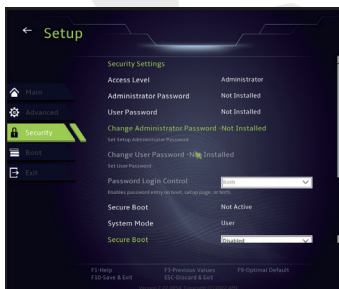 ← Setup
Security Settings
Access Level Administrator
Administrator Password Not Installed
User Password Not Installed
Change Administrator Password -Not Installed
Set Setup Administrator Password
Change User Password -Not Installed
Set User Password
Password Login Control Both
Enables password entry on boot, setup page, or both.
Secure Boot Not Active
System Mode User
Secure Boot Disabled
Main
Advanced
Security
Boot
Exit
F1-Help F3-Previous Values F9-Optimal Default
F10-Save & Exit ESC-Discard & Exit